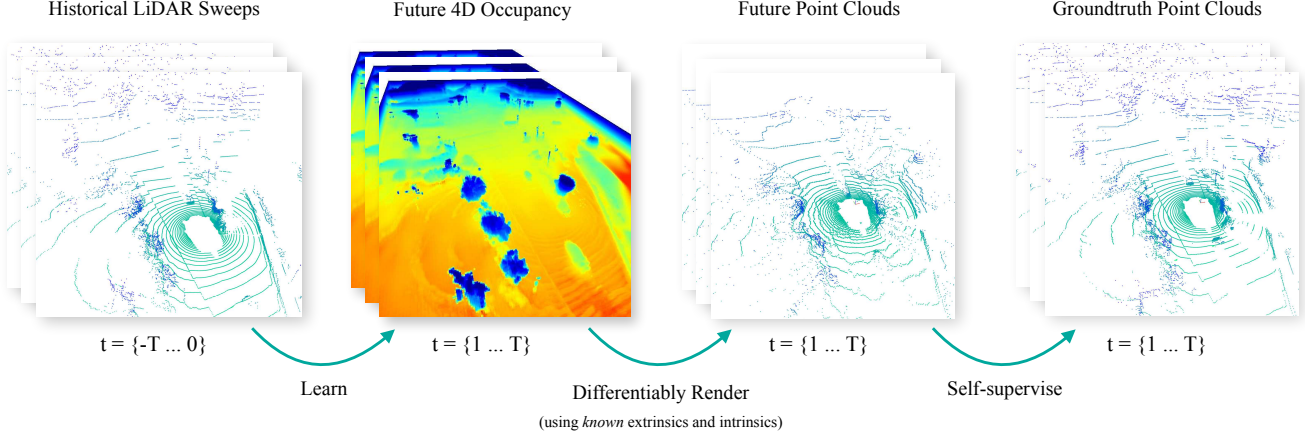 Historical LiDAR Sweeps
Future 4D Occupancy
Future Point Clouds
Groundtruth Point Clouds
t = {-T ... 0}
t = {1 ... T}
t = {1 ... T}
t = {1 ... T}
Learn
Differentiably Render
(using known extrinsics and intrinsics)
Self-supervise